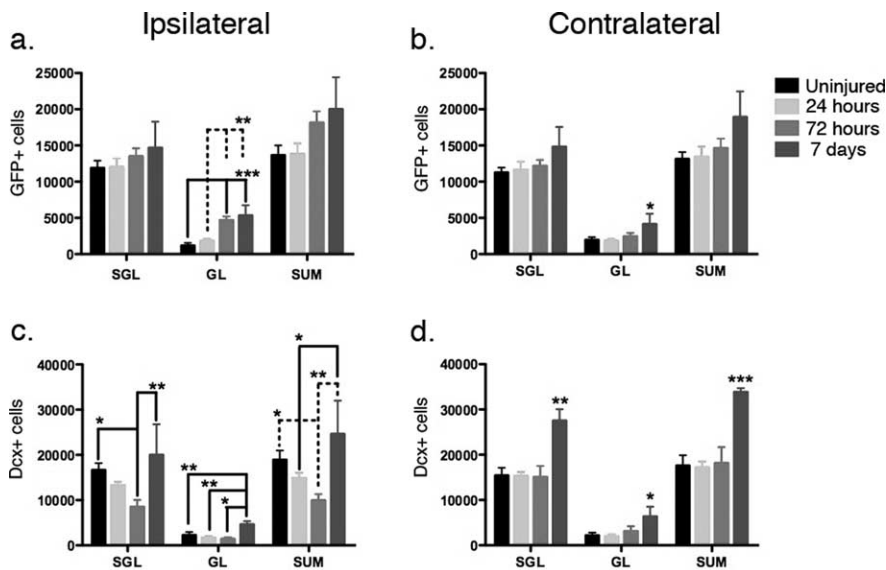 Ipsilateral
Contralateral
a.
GFP+ cells
25000
20000
15000
10000
5000
0
**
***
SGL
GL
SUM
b.
GFP+ cells
25000
20000
15000
10000
5000
0
*
SGL
GL
SUM
Uninjured
24 hours
72 hours
7 days
c.
Dcx+ cells
40000
30000
20000
10000
0
*
**
**
**
*
*
*
**
SGL
GL
SUM
d.
Dcx+ cells
40000
30000
20000
10000
0
**
*
***
SGL
GL
SUM